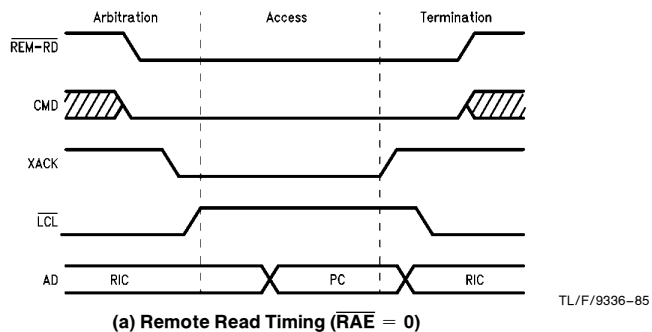 Arbitration Access Termination
REM-RD
CMD
XACK
LCL
AD RIC PC RIC
TL/F/9336–85
(a) Remote Read Timing (RAE = 0)